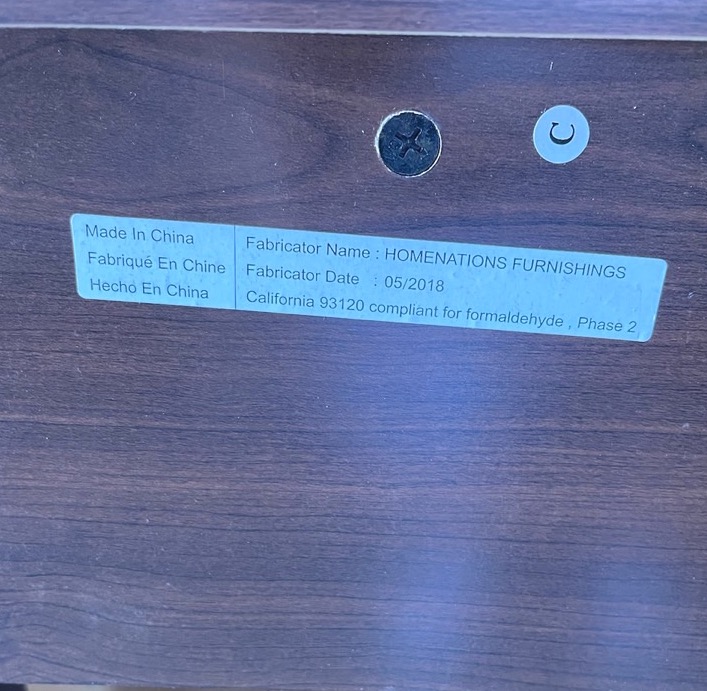 C
Made In China
Fabriqué En Chine
Hecho En China
Fabricator Name : HOMENATIONS FURNISHINGS
Fabricator Date : 05/2018
California 93120 compliant for formaldehyde , Phase 2